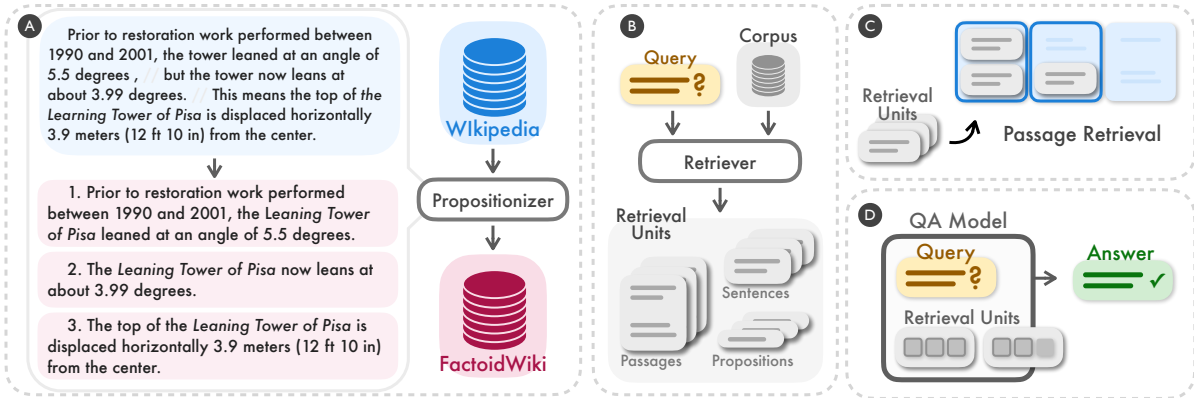 A
Prior to restoration work performed between
1990 and 2001, the tower leaned at an angle of
5.5 degrees , // but the tower now leans at
about 3.99 degrees. // This means the top of the
Learning Tower of Pisa is displaced horizontally
3.9 meters (12 ft 10 in) from the center.
1. Prior to restoration work performed
between 1990 and 2001, the Leaning Tower
of Pisa leaned at an angle of 5.5 degrees.
2. The Leaning Tower of Pisa now leans at
about 3.99 degrees.
3. The top of the Leaning Tower of Pisa is
displaced horizontally 3.9 meters (12 ft 10 in)
from the center.
WIkipedia
Propositionizer
FactoidWiki
B
Query
?
Corpus
Retriever
Retrieval
Units
Passages
Sentences
Propositions
C
Retrieval
Units
Passage Retrieval
D
QA Model
Query
?
Retrieval Units
Answer
✓